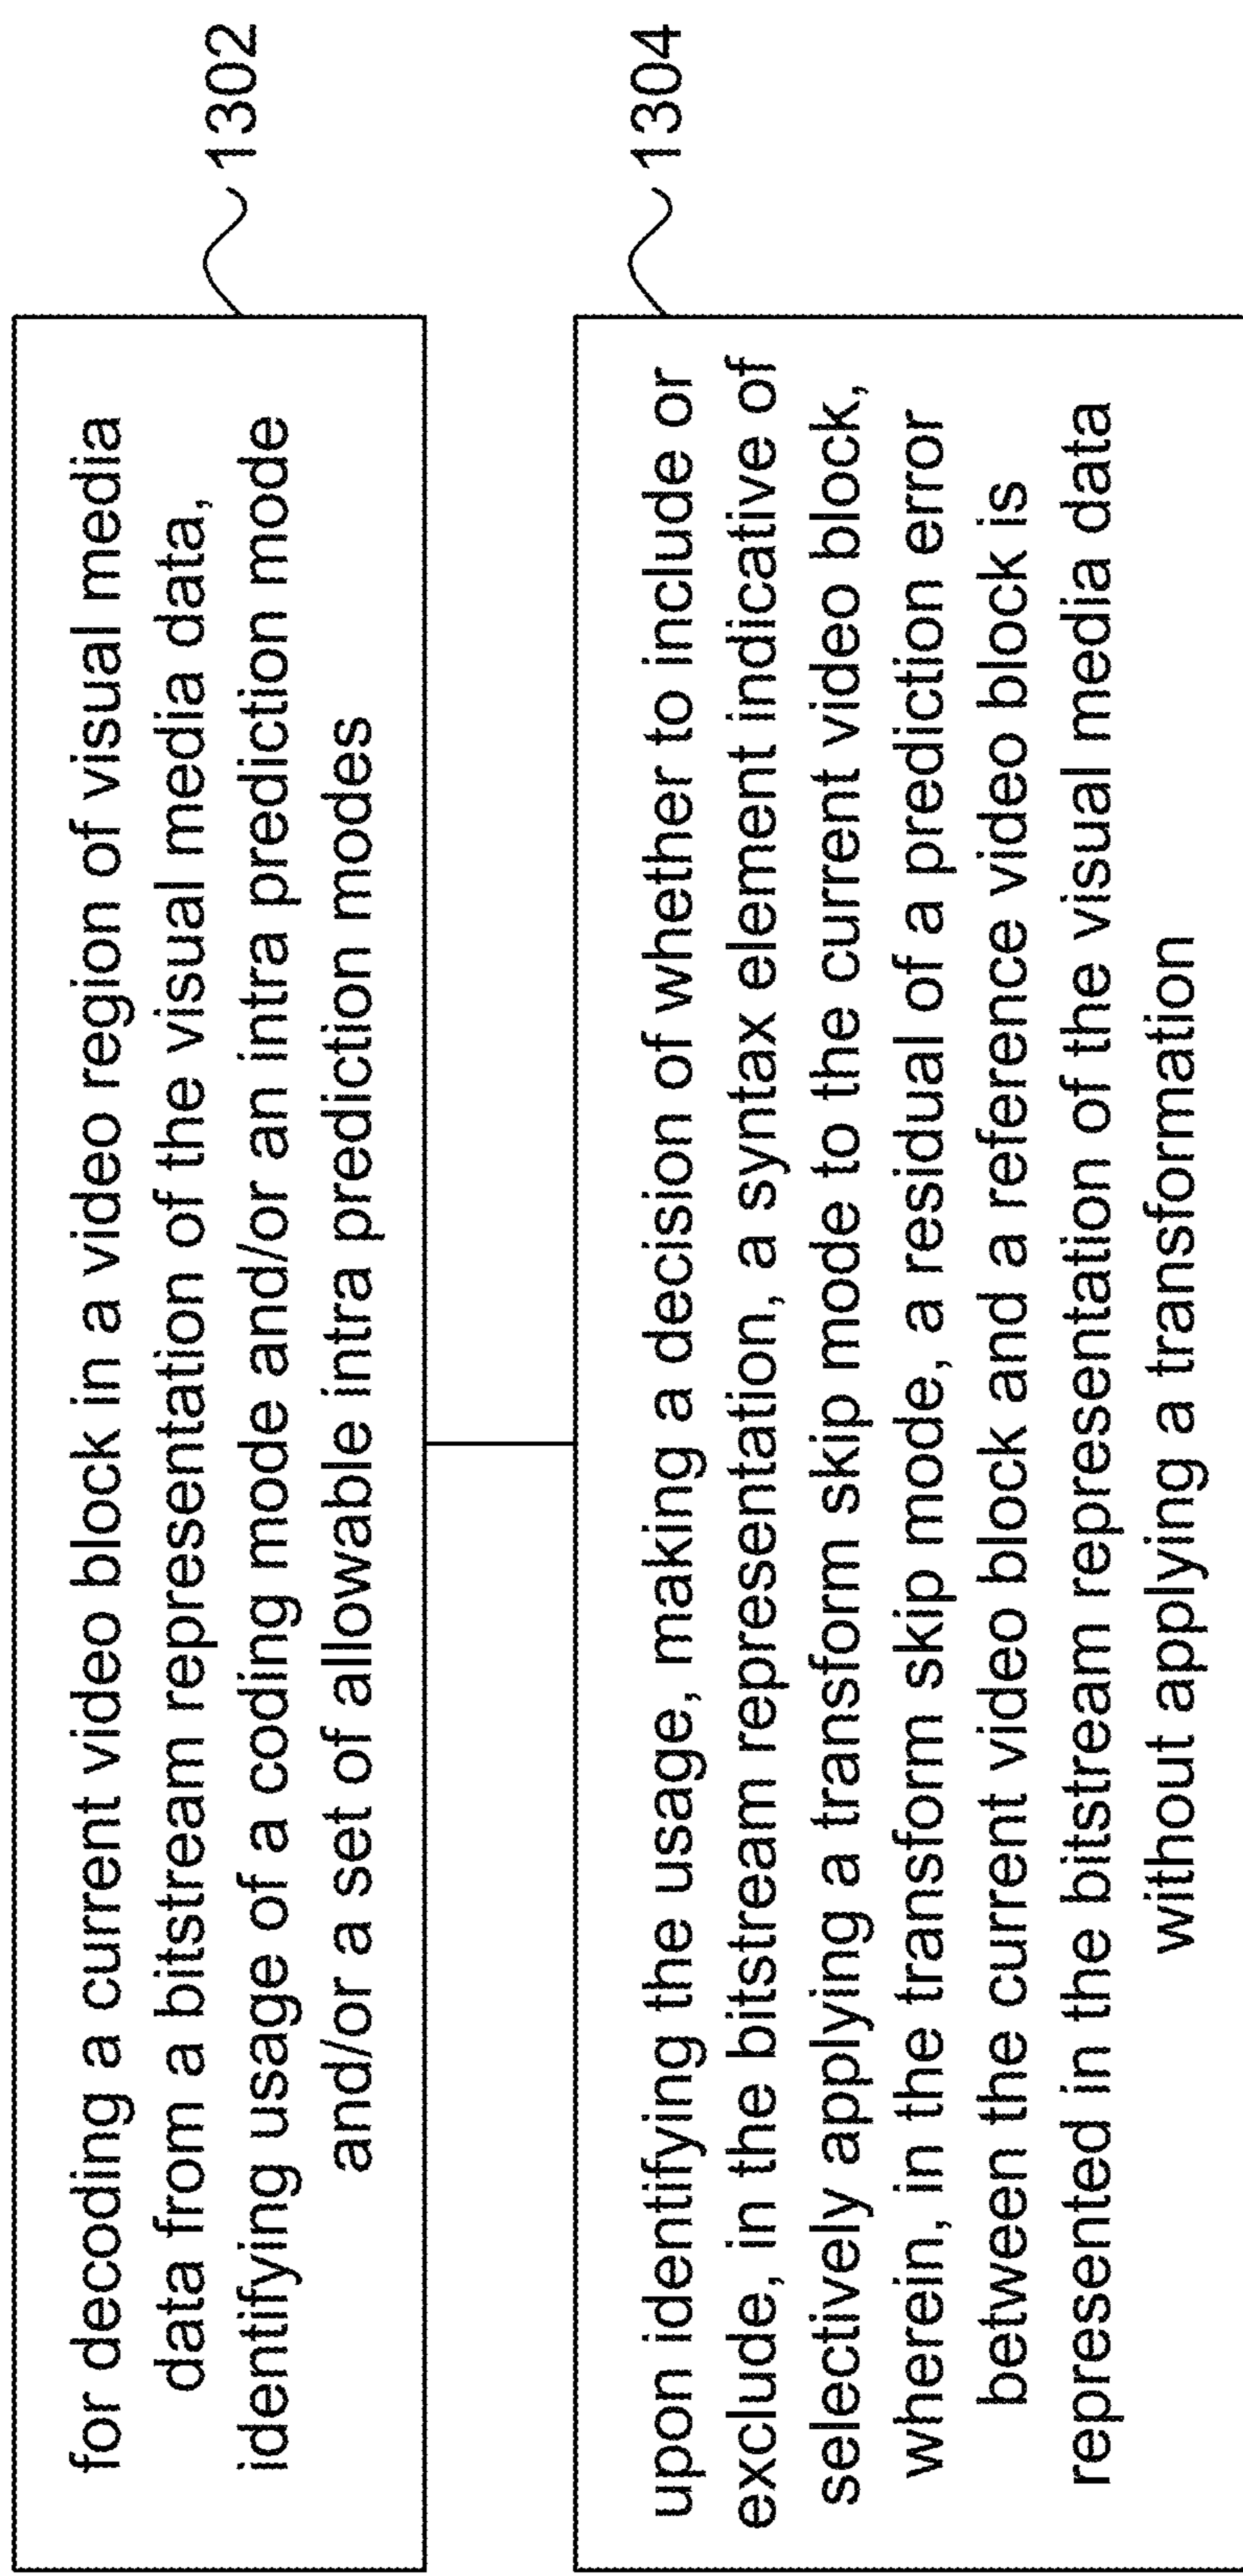 for decoding a current video block in a video region of visual media
data from a bitstream representation of the visual media data,
identifying usage of a coding mode and/or an intra prediction mode
and/or a set of allowable intra prediction modes
1302
upon identifying the usage, making a decision of whether to include or
exclude, in the bitstream representation, a syntax element indicative of
selectively applying a transform skip mode to the current video block,
wherein, in the transform skip mode, a residual of a prediction error
between the current video block and a reference video block is
represented in the bitstream representation of the visual media data
without applying a transformation
1304